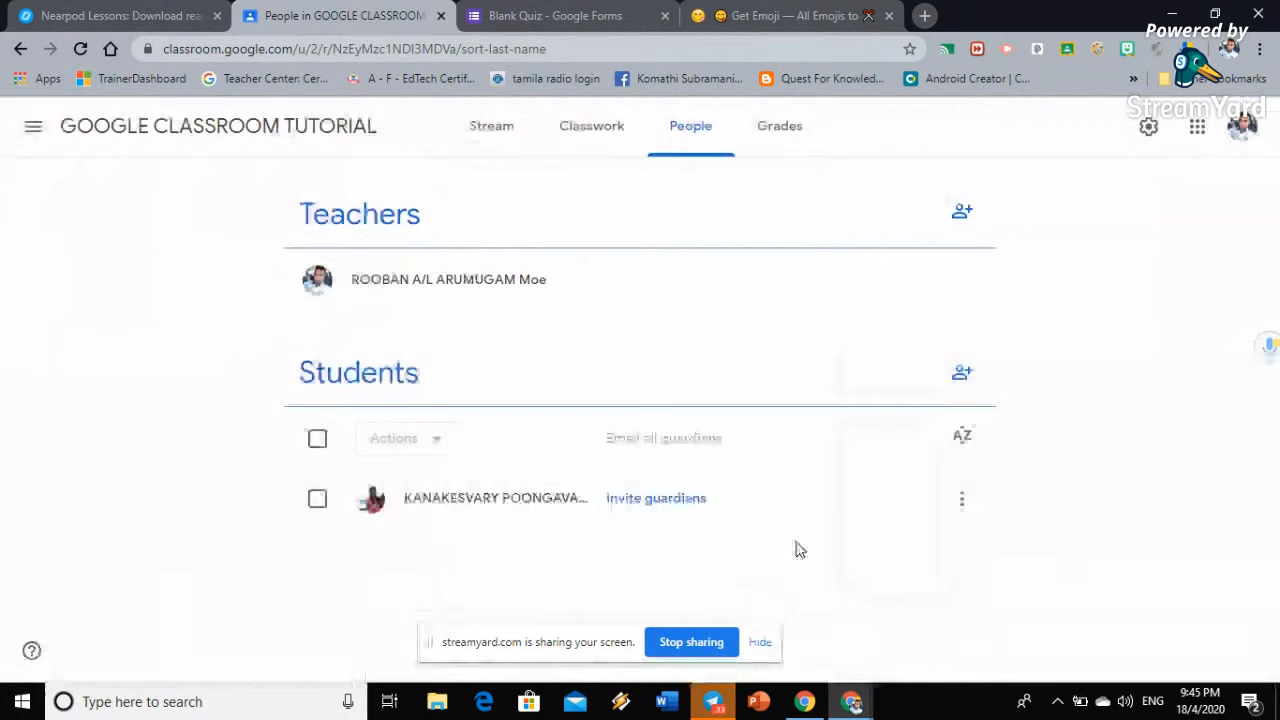 Nearpod Lessons: Download rea
People in GOOGLE CLASSROOM
Blank Quiz - Google Forms
Get Emoji — All Emojis to
Powered by
classroom.google.com/u/2/r/NzEyMzc1NDI3MDVa/sort-last-name
Apps
TrainerDashboard
Teacher Center: Cer...
A - F - EdTech Certif...
tamila radio login
Komathi Subramani...
Quest For Knowled...
Android Creator | C...
»
Bookmarks
StreamYard
GOOGLE CLASSROOM TUTORIAL
Stream
Classwork
People
Grades
Teachers
ROOBAN A/L ARUMUGAM Moe
Students
Actions
Email all guardians
AZ
KANAKESVARY POONGAVA...
Invite guardians
streamyard.com is sharing your screen.
Stop sharing
Hide
Type here to search
33
ENG
9:45 PM
18/4/2020
2